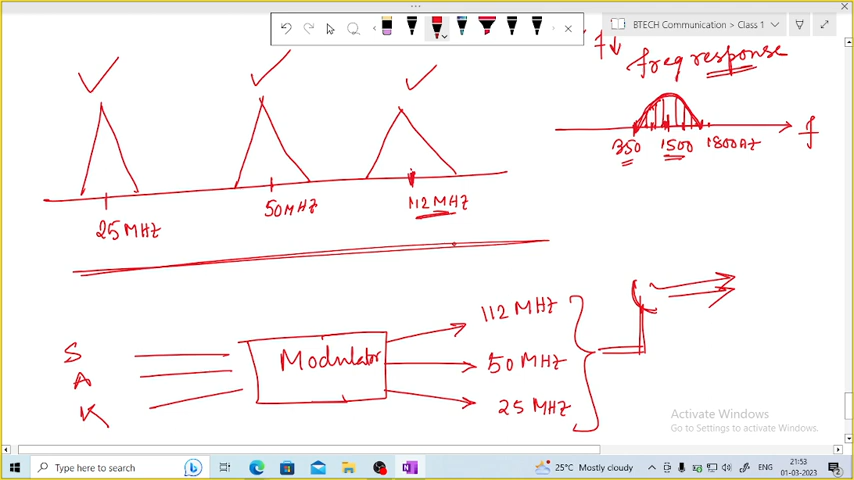 BTECH Communication > Class 1
f↓
freq response
350 1500 1800Hz
f
25 MHz
50MHz
112 MHz
S
A
K
Modulator
112 MHz
50 MHz
25 MHz
Activate Windows
Go to Settings to activate Windows.
Type here to search
25°C Mostly cloudy
ENG
21:53
01-03-2023
2